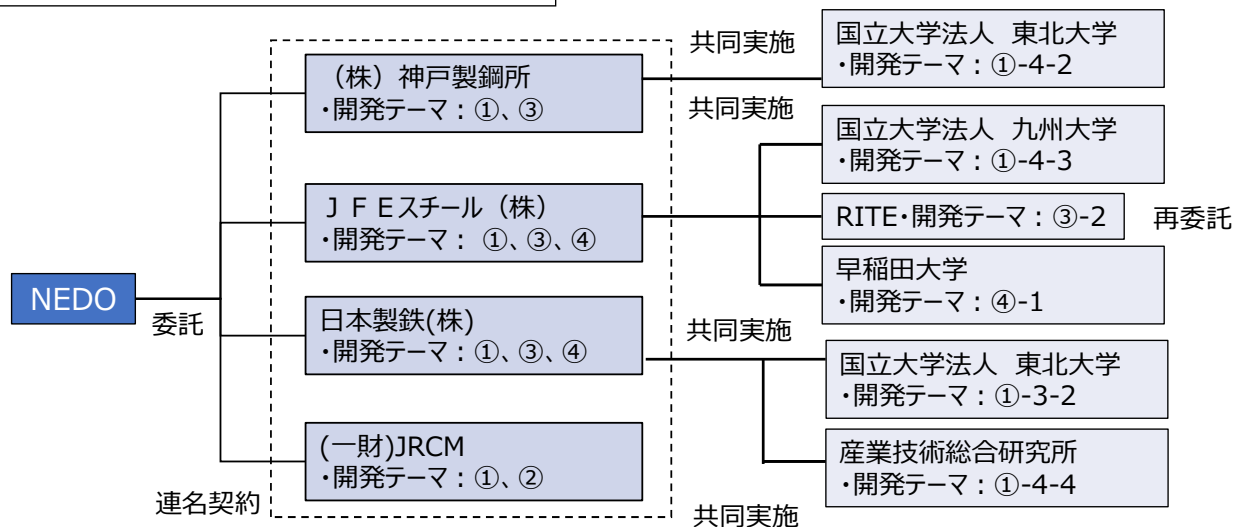 NEDO
委託
連名契約
(株) 神戸製鋼所
・開発テーマ：①、③
ＪＦＥスチール (株)
・開発テーマ： ①、③、④
日本製鉄(株)
・開発テーマ：①、③、④
(一財)JRCM
・開発テーマ：①、②
共同実施
国立大学法人 東北大学
・開発テーマ：①-4-2
共同実施
国立大学法人 九州大学
・開発テーマ：①-4-3
RITE・開発テーマ：③-2
再委託
早稲田大学
・開発テーマ：④-1
共同実施
国立大学法人 東北大学
・開発テーマ：①-3-2
産業技術総合研究所
・開発テーマ：①-4-4
共同実施